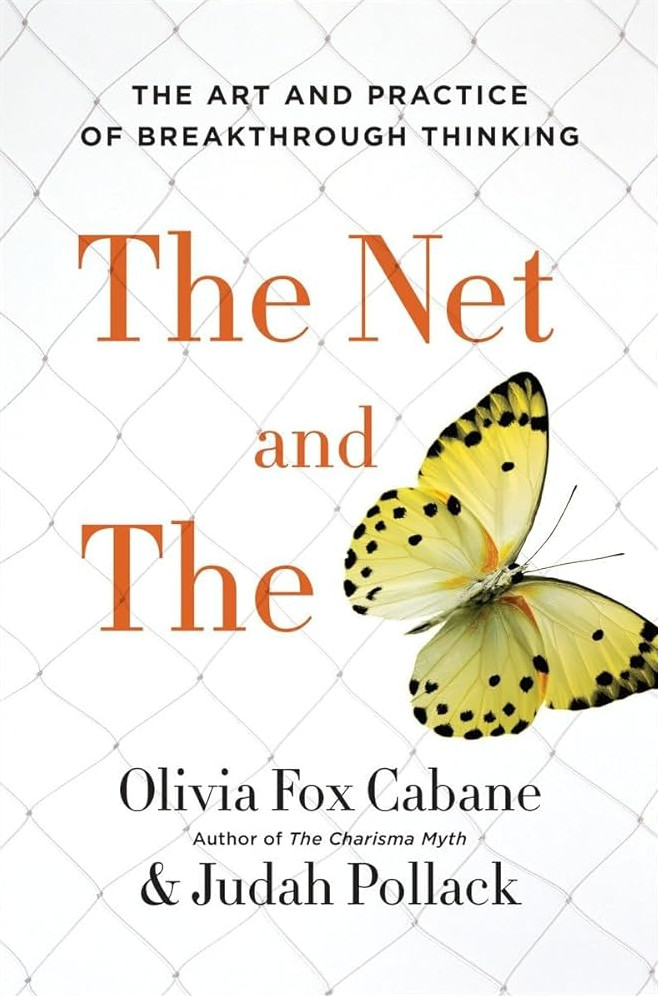 THE ART AND PRACTICE
OF BREAKTHROUGH THINKING
The Net
and
The
Olivia Fox Cabane
Author of The Charisma Myth
& Judah Pollack